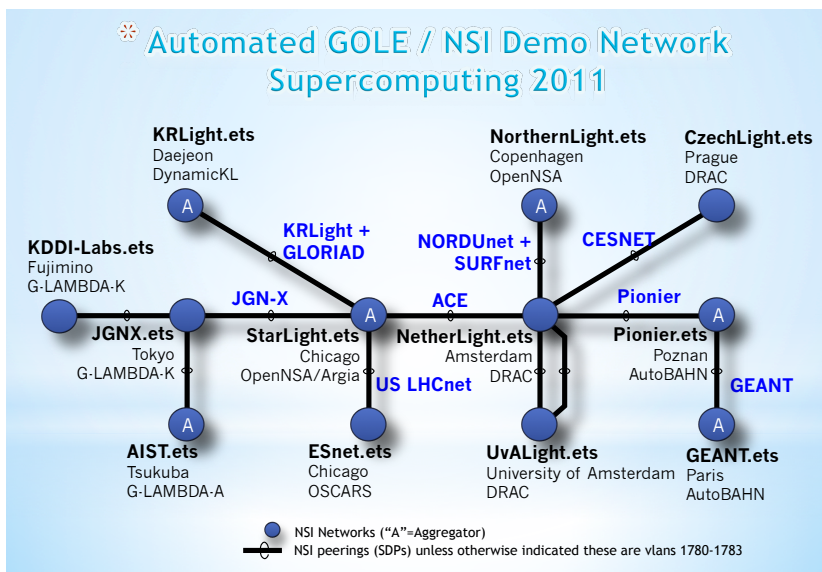 * Automated GOLE / NSI Demo Network
Supercomputing 2011
KRLight.ets
Daejeon
DynamicKL
A
NorthernLight.ets
Copenhagen
OpenNSA
A
CzechLight.ets
Prague
DRAC
KRLight +
GLORIAD
NORDUnet +
SURFnet
CESNET
KDDI-Labs.ets
Fujimino
G-LAMBDA-K
JGN-X
ACE
Pionier
JGNX.ets
Tokyo
G-LAMBDA-K
A
StarLight.ets
Chicago
OpenNSA/Argia
NetherLight.ets
Amsterdam
DRAC
A
Pionier.ets
Poznan
AutoBAHN
US LHCnet
GEANT
A
AIST.ets
Tsukuba
G-LAMBDA-A
ESnet.ets
Chicago
OSCARS
UvALight.ets
University of Amsterdam
DRAC
A
GEANT.ets
Paris
AutoBAHN
NSI Networks (“A”=Aggregator)
NSI peerings (SDPs) unless otherwise indicated these are vlans 1780-1783